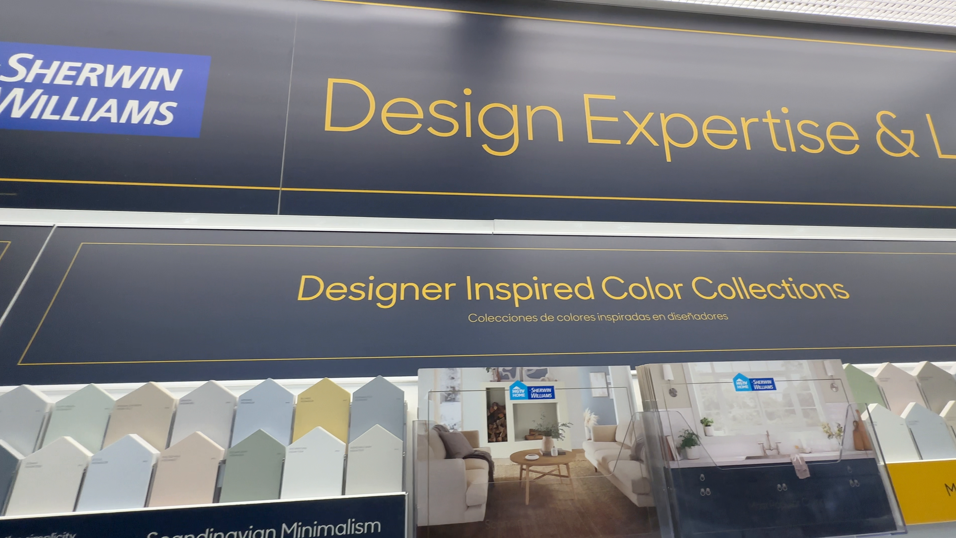 SHERWIN
WILLIAMS
Design Expertise & L
Designer Inspired Color Collections
Colecciones de colores inspiradas en diseñadores
SHERWIN
WILLIAMS
SHERWIN
WILLIAMS
simplicity
Scandinavian Minimalism
M